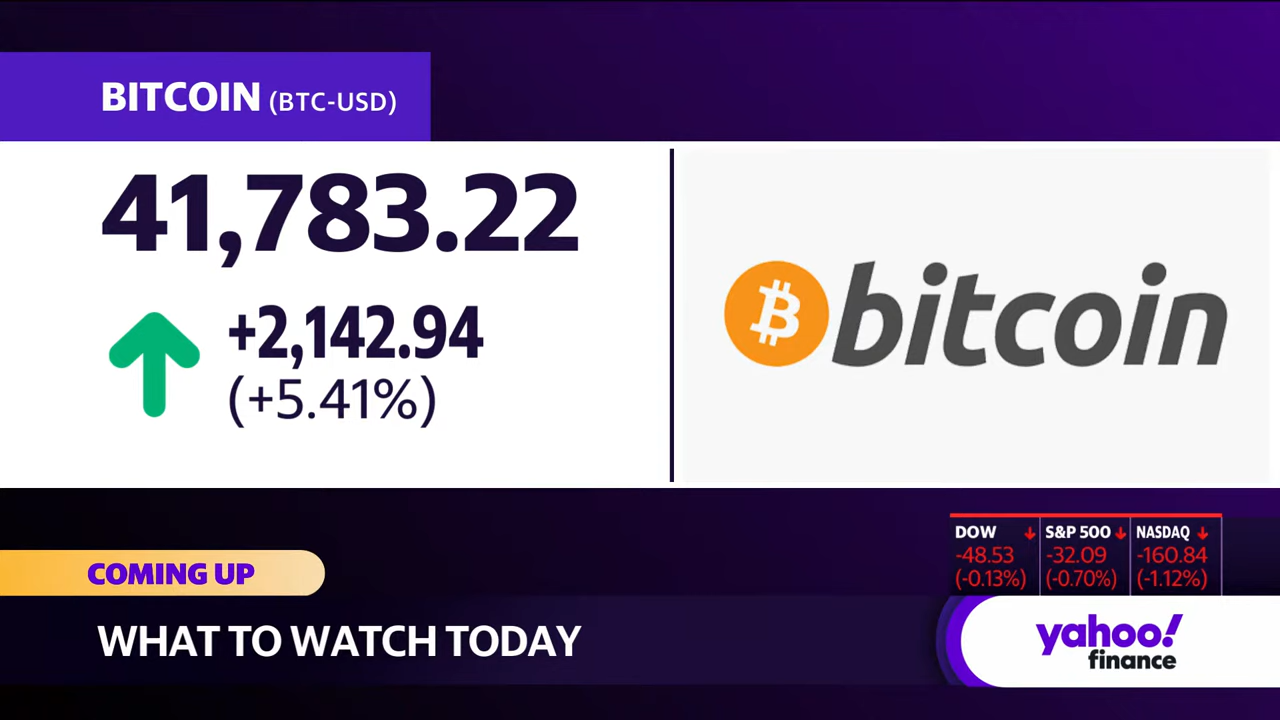 BITCOIN (BTC-USD)
41,783.22
+2,142.94
(+5.41%)
bitcoin
COMING UP
WHAT TO WATCH TODAY
DOW S&P 500 NASDAQ
-48.53 -32.09 -160.84
(-0.13%) (-0.70%) (-1.12%)
yahoo!
finance